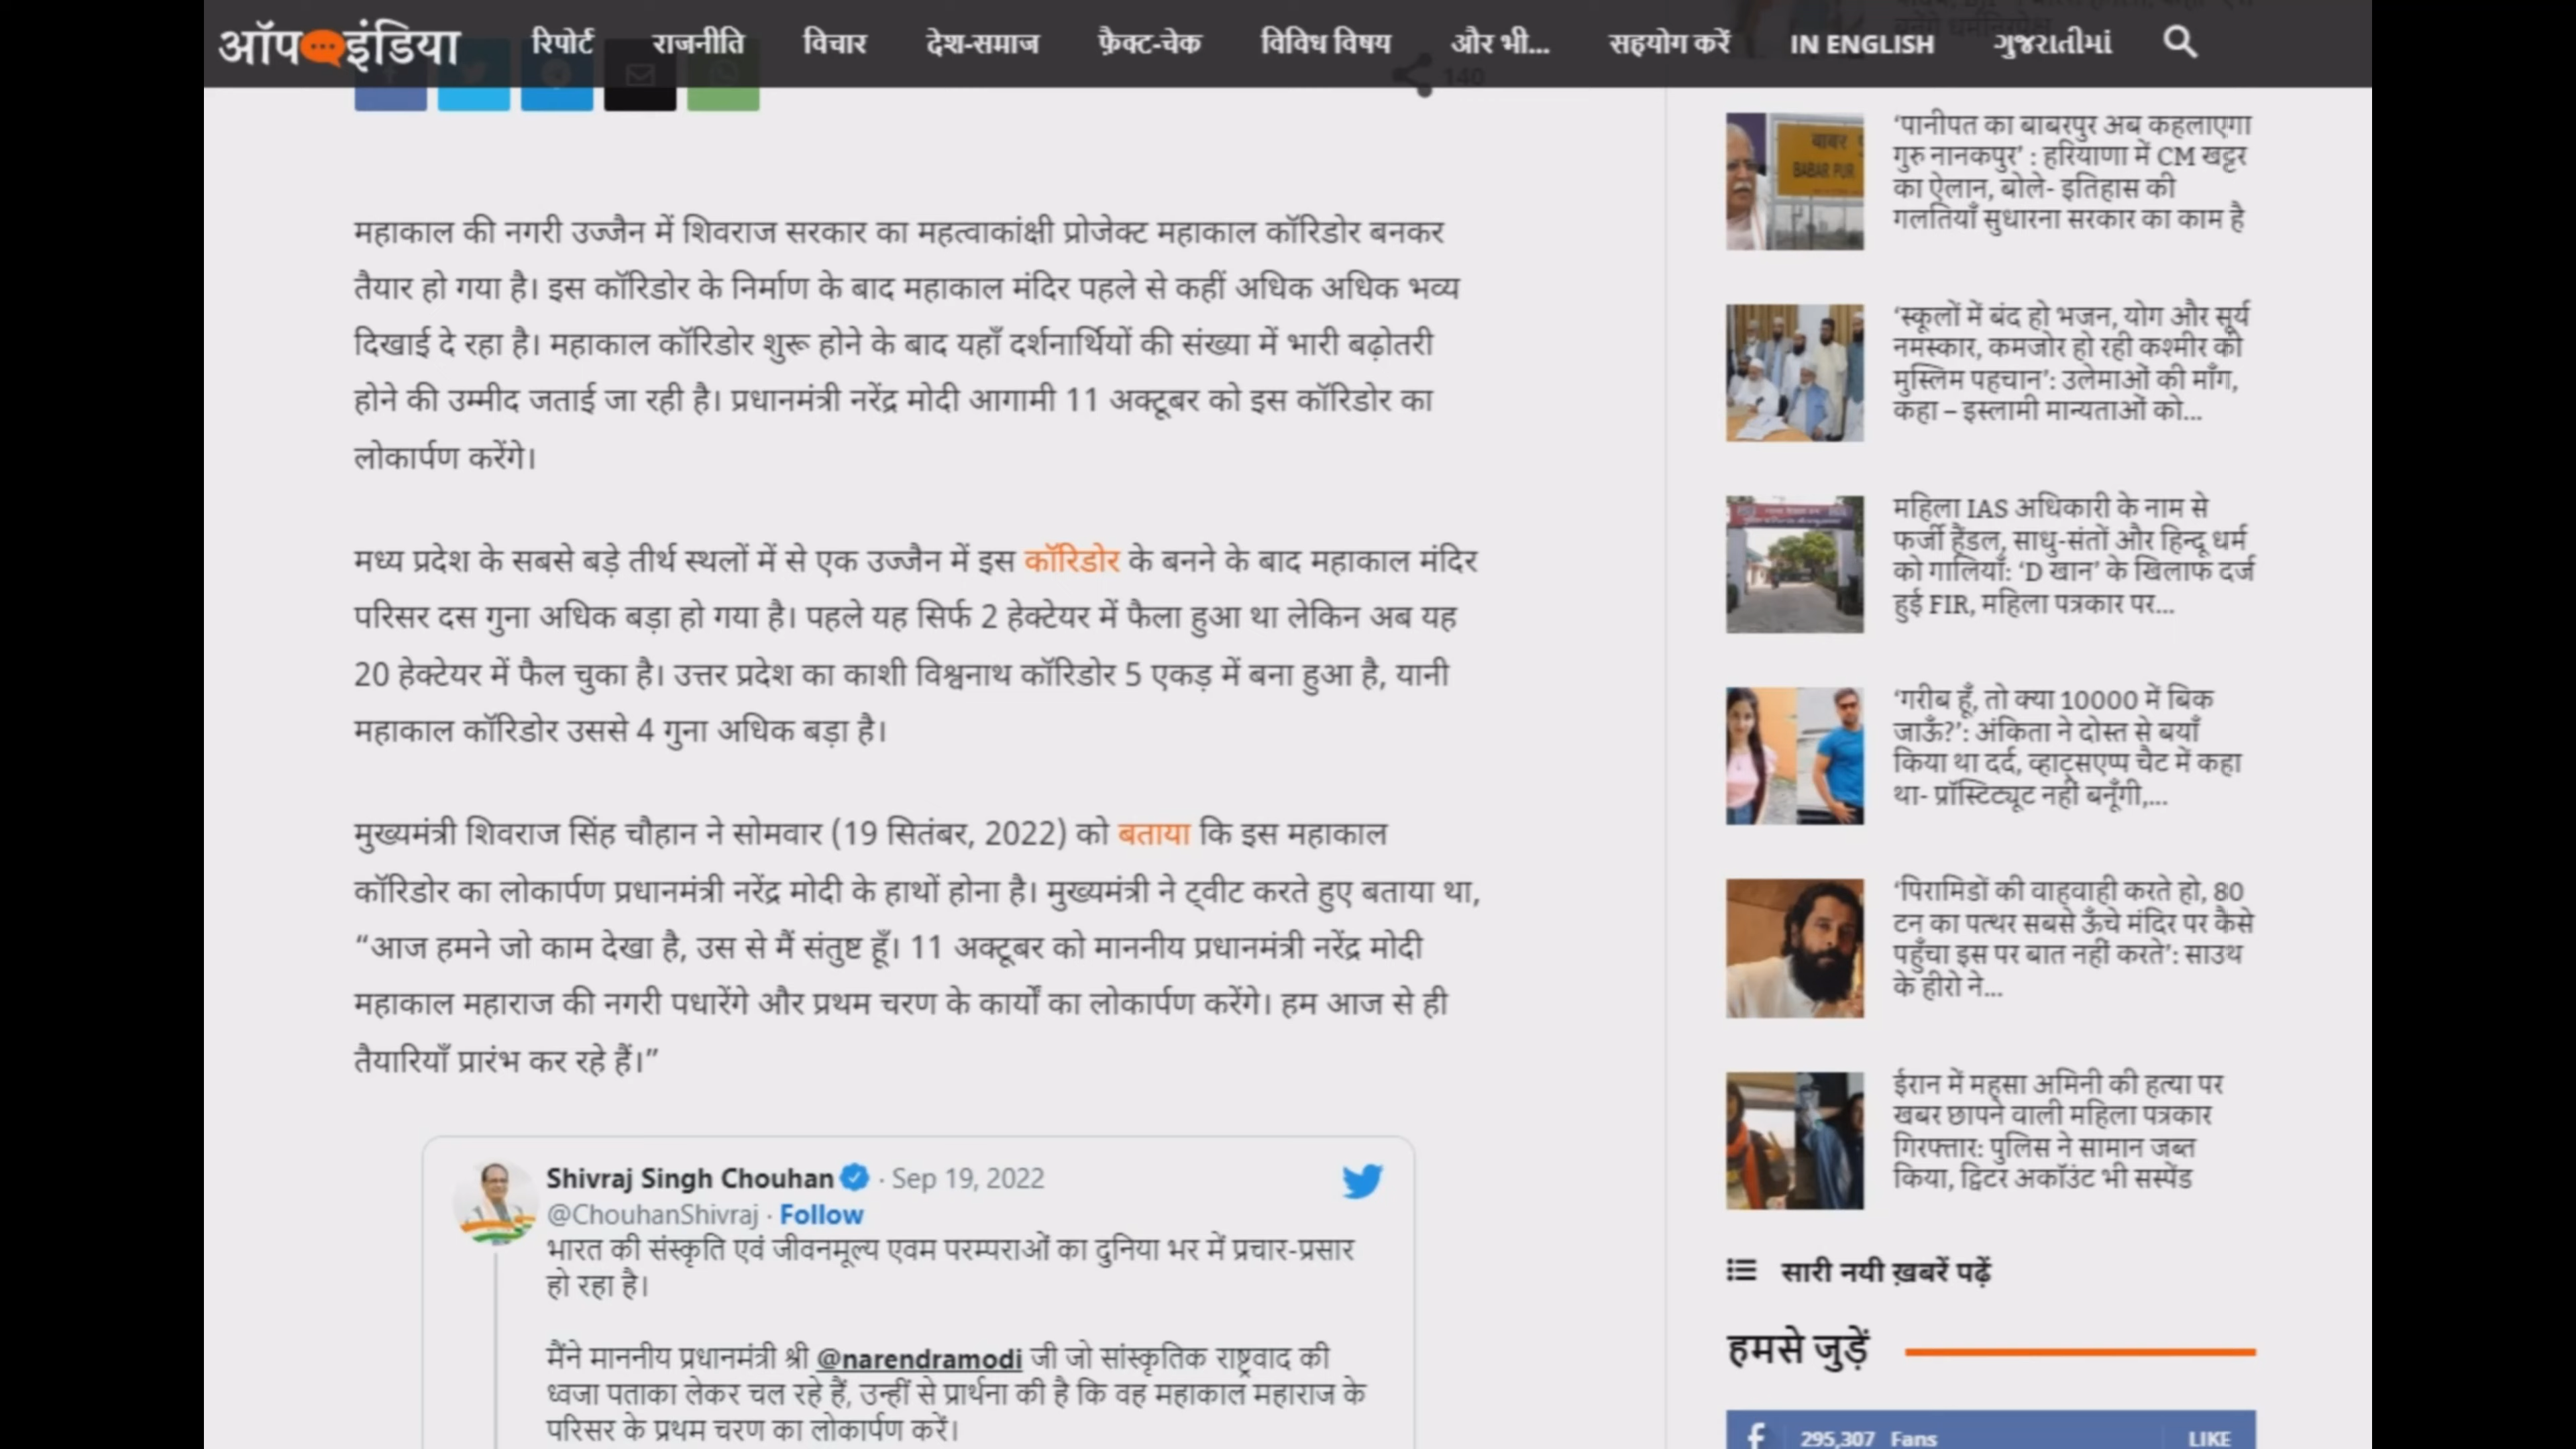 ऑपइंडिया
रिपोर्ट
राजनीति
विचार
देश-समाज
फ़ैक्ट-चेक
विविध विषय
और भी...
सहयोग करें
IN ENGLISH
ગુજરાતીમાં
140
महाकाल की नगरी उज्जैन में शिवराज सरकार का महत्वाकांक्षी प्रोजेक्ट महाकाल कॉरिडोर बनकर
तैयार हो गया है। इस कॉरिडोर के निर्माण के बाद महाकाल मंदिर पहले से कहीं अधिक अधिक भव्य
दिखाई दे रहा है। महाकाल कॉरिडोर शुरू होने के बाद यहाँ दर्शनार्थियों की संख्या में भारी बढ़ोतरी
होने की उम्मीद जताई जा रही है। प्रधानमंत्री नरेंद्र मोदी आगामी 11 अक्टूबर को इस कॉरिडोर का
लोकार्पण करेंगे।
मध्य प्रदेश के सबसे बड़े तीर्थ स्थलों में से एक उज्जैन में इस कॉरिडोर के बनने के बाद महाकाल मंदिर
परिसर दस गुना अधिक बड़ा हो गया है। पहले यह सिर्फ 2 हेक्टेयर में फैला हुआ था लेकिन अब यह
20 हेक्टेयर में फैल चुका है। उत्तर प्रदेश का काशी विश्वनाथ कॉरिडोर 5 एकड़ में बना हुआ है, यानी
महाकाल कॉरिडोर उससे 4 गुना अधिक बड़ा है।
मुख्यमंत्री शिवराज सिंह चौहान ने सोमवार (19 सितंबर, 2022) को बताया कि इस महाकाल
कॉरिडोर का लोकार्पण प्रधानमंत्री नरेंद्र मोदी के हाथों होना है। मुख्यमंत्री ने ट्वीट करते हुए बताया था,
“आज हमने जो काम देखा है, उस से मैं संतुष्ट हूँ। 11 अक्टूबर को माननीय प्रधानमंत्री नरेंद्र मोदी
महाकाल महाराज की नगरी पधारेंगे और प्रथम चरण के कार्यों का लोकार्पण करेंगे। हम आज से ही
तैयारियाँ प्रारंभ कर रहे हैं।”
Shivraj Singh Chouhan · Sep 19, 2022
@ChouhanShivraj · Follow
भारत की संस्कृति एवं जीवनमूल्य एवम परम्पराओं का दुनिया भर में प्रचार-प्रसार
हो रहा है।
मैंने माननीय प्रधानमंत्री श्री @narendramodi जी जो सांस्कृतिक राष्ट्रवाद की
ध्वजा पताका लेकर चल रहे हैं, उन्हीं से प्रार्थना की है कि वह महाकाल महाराज के
परिसर के प्रथम चरण का लोकार्पण करें।
बाबर
BABAR PUR
‘पानीपत का बाबरपुर अब कहलाएगा
गुरु नानकपुर’ : हरियाणा में CM खट्टर
का ऐलान, बोले- इतिहास की
गलतियाँ सुधारना सरकार का काम है
‘स्कूलों में बंद हो भजन, योग और सूर्य
नमस्कार, कमजोर हो रही कश्मीर की
मुस्लिम पहचान’: उलेमाओं की माँग,
कहा – इस्लामी मान्यताओं को...
महिला IAS अधिकारी के नाम से
फर्जी हैंडल, साधु-संतों और हिन्दू धर्म
को गालियाँ: ‘D खान’ के खिलाफ दर्ज
हुई FIR, महिला पत्रकार पर...
‘गरीब हूँ, तो क्या 10000 में बिक
जाऊँ?’: अंकिता ने दोस्त से बयाँ
किया था दर्द, व्हाट्सएप्प चैट में कहा
था- प्रॉस्टिट्यूट नहीं बनूँगी,...
‘पिरामिडों की वाहवाही करते हो, 80
टन का पत्थर सबसे ऊँचे मंदिर पर कैसे
पहुँचा इस पर बात नहीं करते’: साउथ
के हीरो ने...
ईरान में महसा अमिनी की हत्या पर
खबर छापने वाली महिला पत्रकार
गिरफ्तार: पुलिस ने सामान जब्त
किया, ट्विटर अकॉउंट भी सस्पेंड
सारी नयी ख़बरें पढ़ें
हमसे जुड़ें
295,307 Fans
LIKE